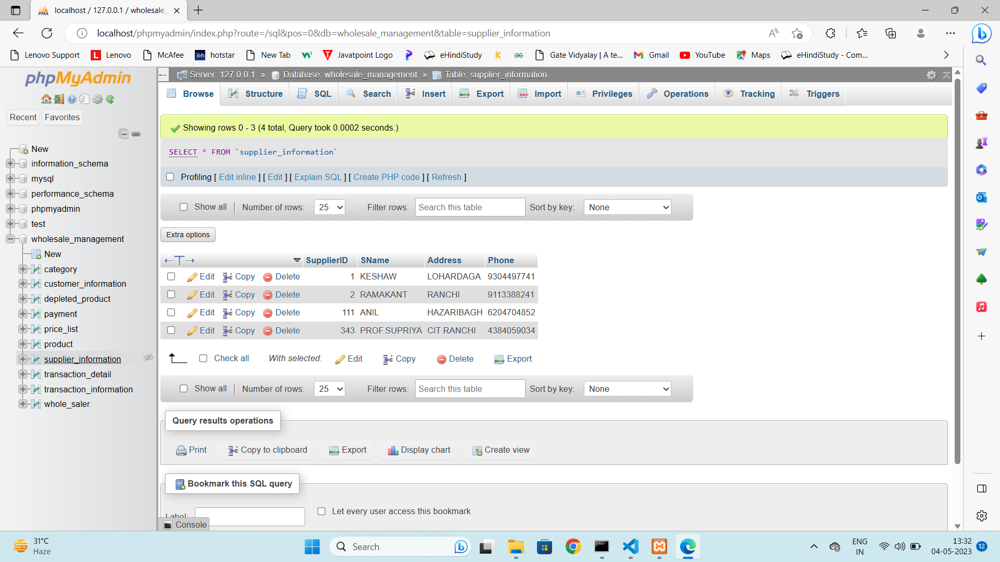 localhost / 127.0.0.1 / wholesale_
localhost/phpmyadmin/index.php?route=/sql&pos=0&db=wholesale_management&table=supplier_information
Lenovo Support
L Lenovo
McAfee
hotstar
New Tab
Javatpoint Logo
eHindiStudy
Gate Vidyalay | A te...
Gmail
YouTube
Maps
eHindiStudy - Com...
phpMyAdmin
Recent
Favorites
New
information_schema
mysql
performance_schema
phpmyadmin
test
wholesale_management
New
category
customer_information
depleted_product
payment
price_list
product
supplier_information
transaction_detail
transaction_information
whole_saler
Server: 127.0.0.1 » Database: wholesale_management » Table: supplier_information
Browse Structure SQL Search Insert Export Import Privileges Operations Tracking Triggers
Showing rows 0 - 3 (4 total, Query took 0.0002 seconds.)
SELECT * FROM `supplier_information`
Profiling [ Edit inline ] [ Edit ] [ Explain SQL ] [ Create PHP code ] [ Refresh ]
Show all | Number of rows: 25 Filter rows: Search this table Sort by key: None
Extra options
←T→ SupplierID SName Address Phone
Edit Copy Delete 1 KESHAW LOHARDAGA 9304497741
Edit Copy Delete 2 RAMAKANT RANCHI 9113388241
Edit Copy Delete 111 ANIL HAZARIBAGH 6204704852
Edit Copy Delete 343 PROF.SUPRIYA CIT RANCHI 4384059034
Check all With selected: Edit Copy Delete Export
Show all | Number of rows: 25 Filter rows: Search this table Sort by key: None
Query results operations
Print Copy to clipboard Export Display chart Create view
Bookmark this SQL query
Label: Let every user access this bookmark
Console
31°C
Haze
Search
ENG
IN
13:32
04-05-2023
12